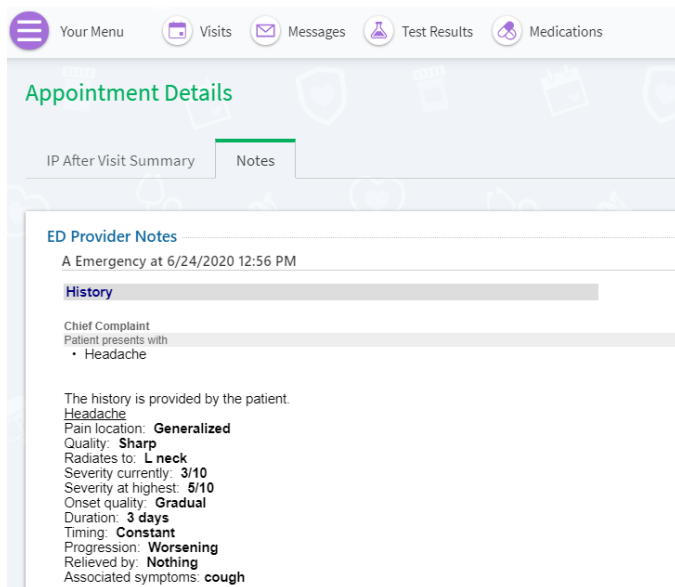 Your Menu Visits Messages Test Results Medications
Appointment Details
IP After Visit Summary Notes
ED Provider Notes
A Emergency at 6/24/2020 12:56 PM
History
Chief Complaint
Patient presents with
• Headache
The history is provided by the patient.
Headache
Pain location: Generalized
Quality: Sharp
Radiates to: L neck
Severity currently: 3/10
Severity at highest: 5/10
Onset quality: Gradual
Duration: 3 days
Timing: Constant
Progression: Worsening
Relieved by: Nothing
Associated symptoms: cough